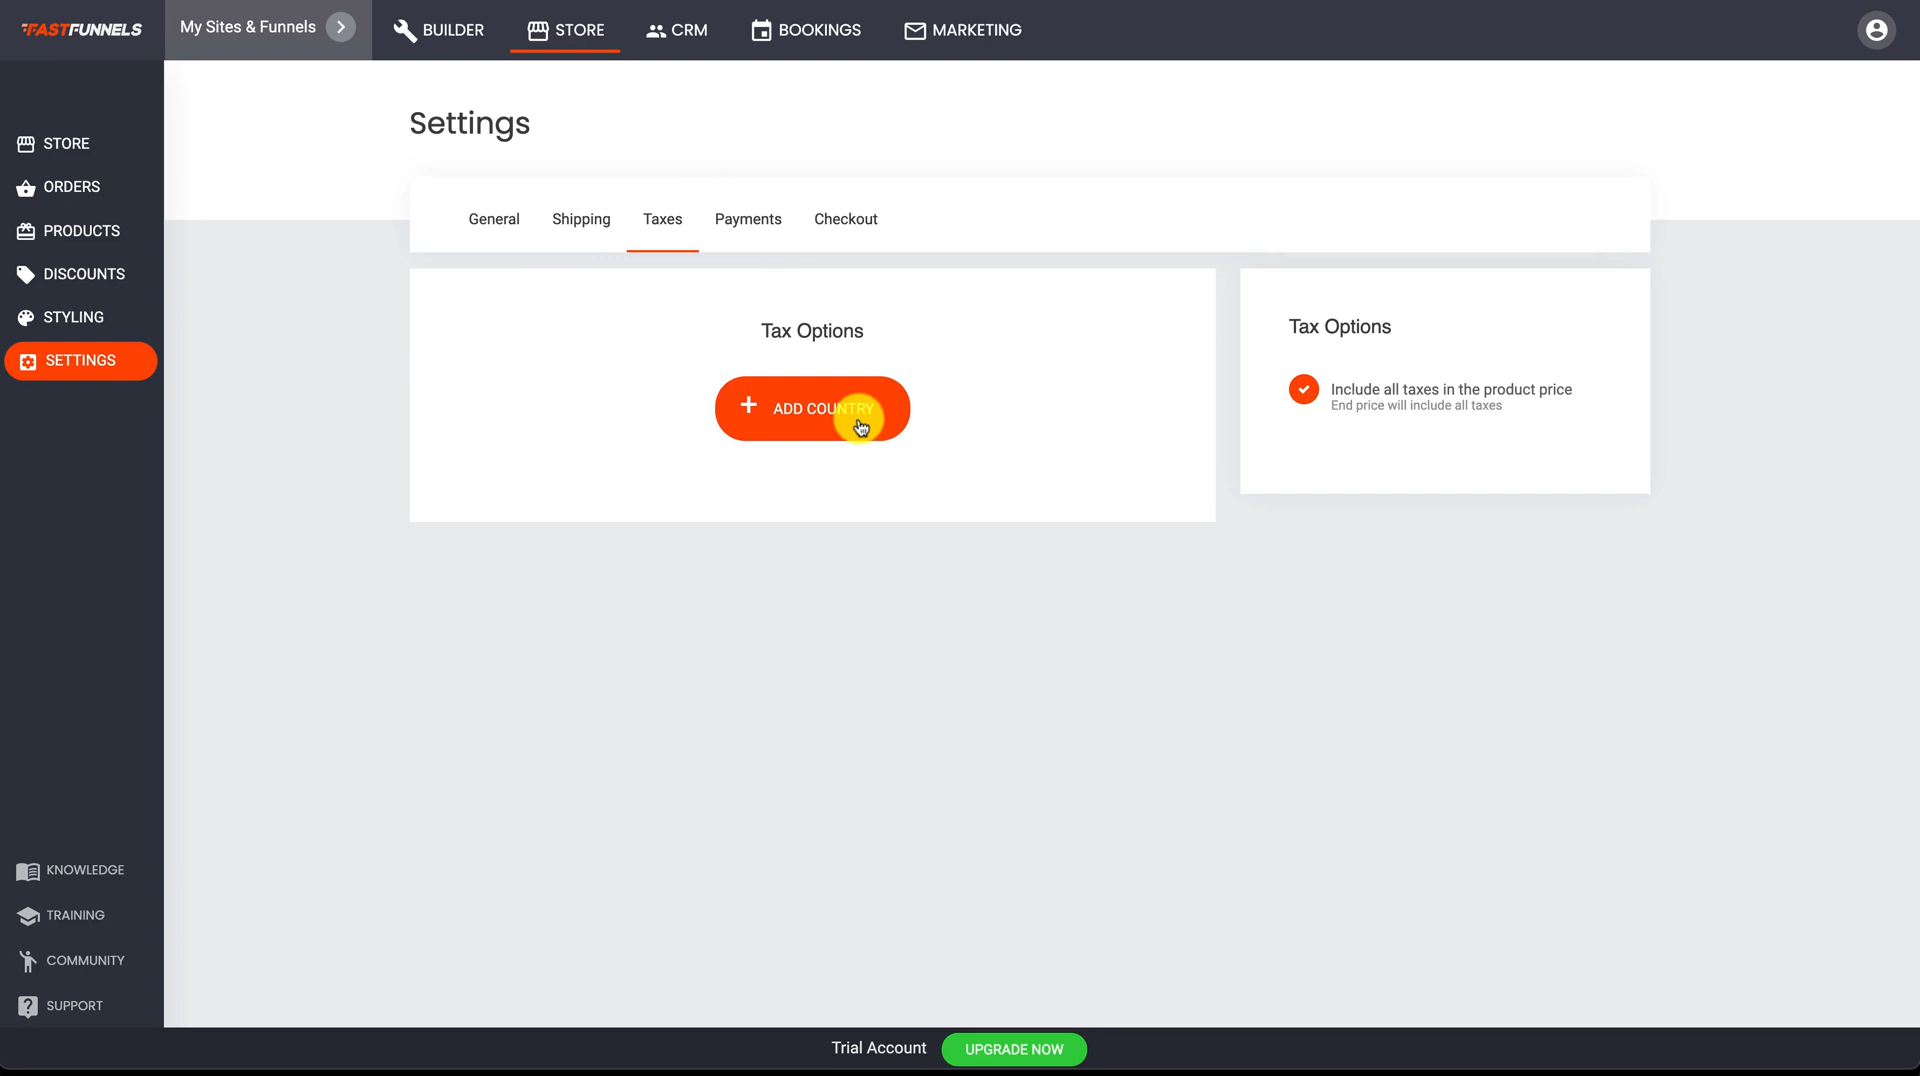 FASTFUNNELS
My Sites & Funnels
BUILDER
STORE
CRM
BOOKINGS
MARKETING
STORE
ORDERS
PRODUCTS
DISCOUNTS
STYLING
SETTINGS
KNOWLEDGE
TRAINING
COMMUNITY
SUPPORT
Settings
General
Shipping
Taxes
Payments
Checkout
Tax Options
+ ADD COUNTRY
Tax Options
Include all taxes in the product price
End price will include all taxes
Trial Account
UPGRADE NOW